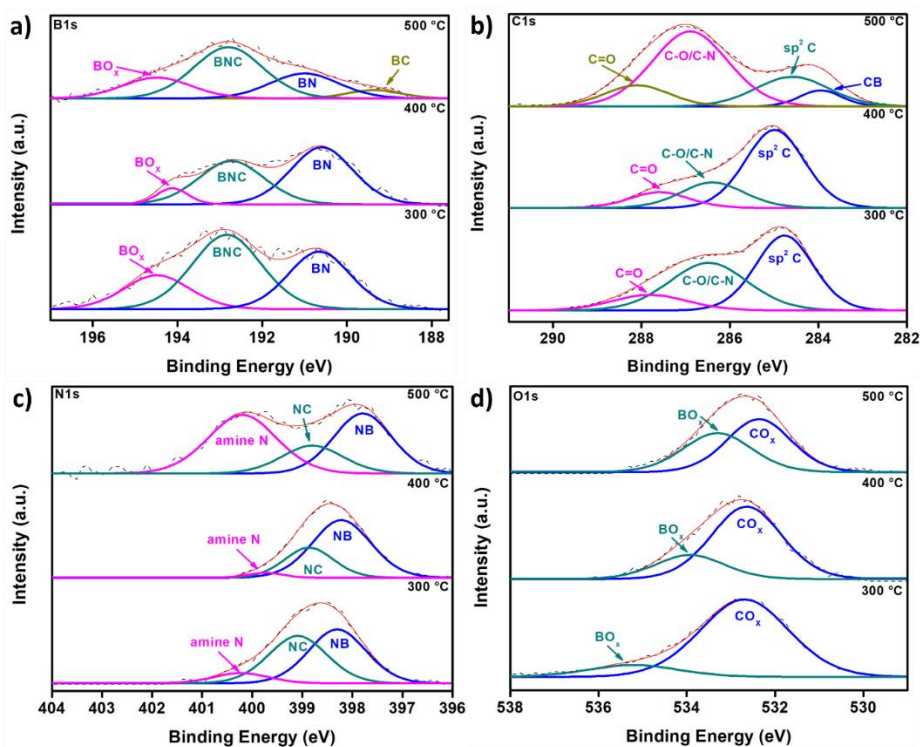 a) B1s 500 °C
BOx BNC BN BC
400 °C
BOx BNC BN
300 °C
BOx BNC BN
Intensity (a.u.)
196 194 192 190 188
Binding Energy (eV)
b) C1s 500 °C
C=O C-O/C-N sp² C CB
400 °C
C=O C-O/C-N sp² C
300 °C
C=O C-O/C-N sp² C
Intensity (a.u.)
290 288 286 284 282
Binding Energy (eV)
c) N1s 500 °C
amine N NC NB
400 °C
amine N NC NB
300 °C
amine N NC NB
Intensity (a.u.)
404 403 402 401 400 399 398 397 396
Binding Energy (eV)
d) O1s 500 °C
BOx COx
400 °C
BOx COx
300 °C
BOx COx
Intensity (a.u.)
538 536 534 532 530
Binding Energy (eV)